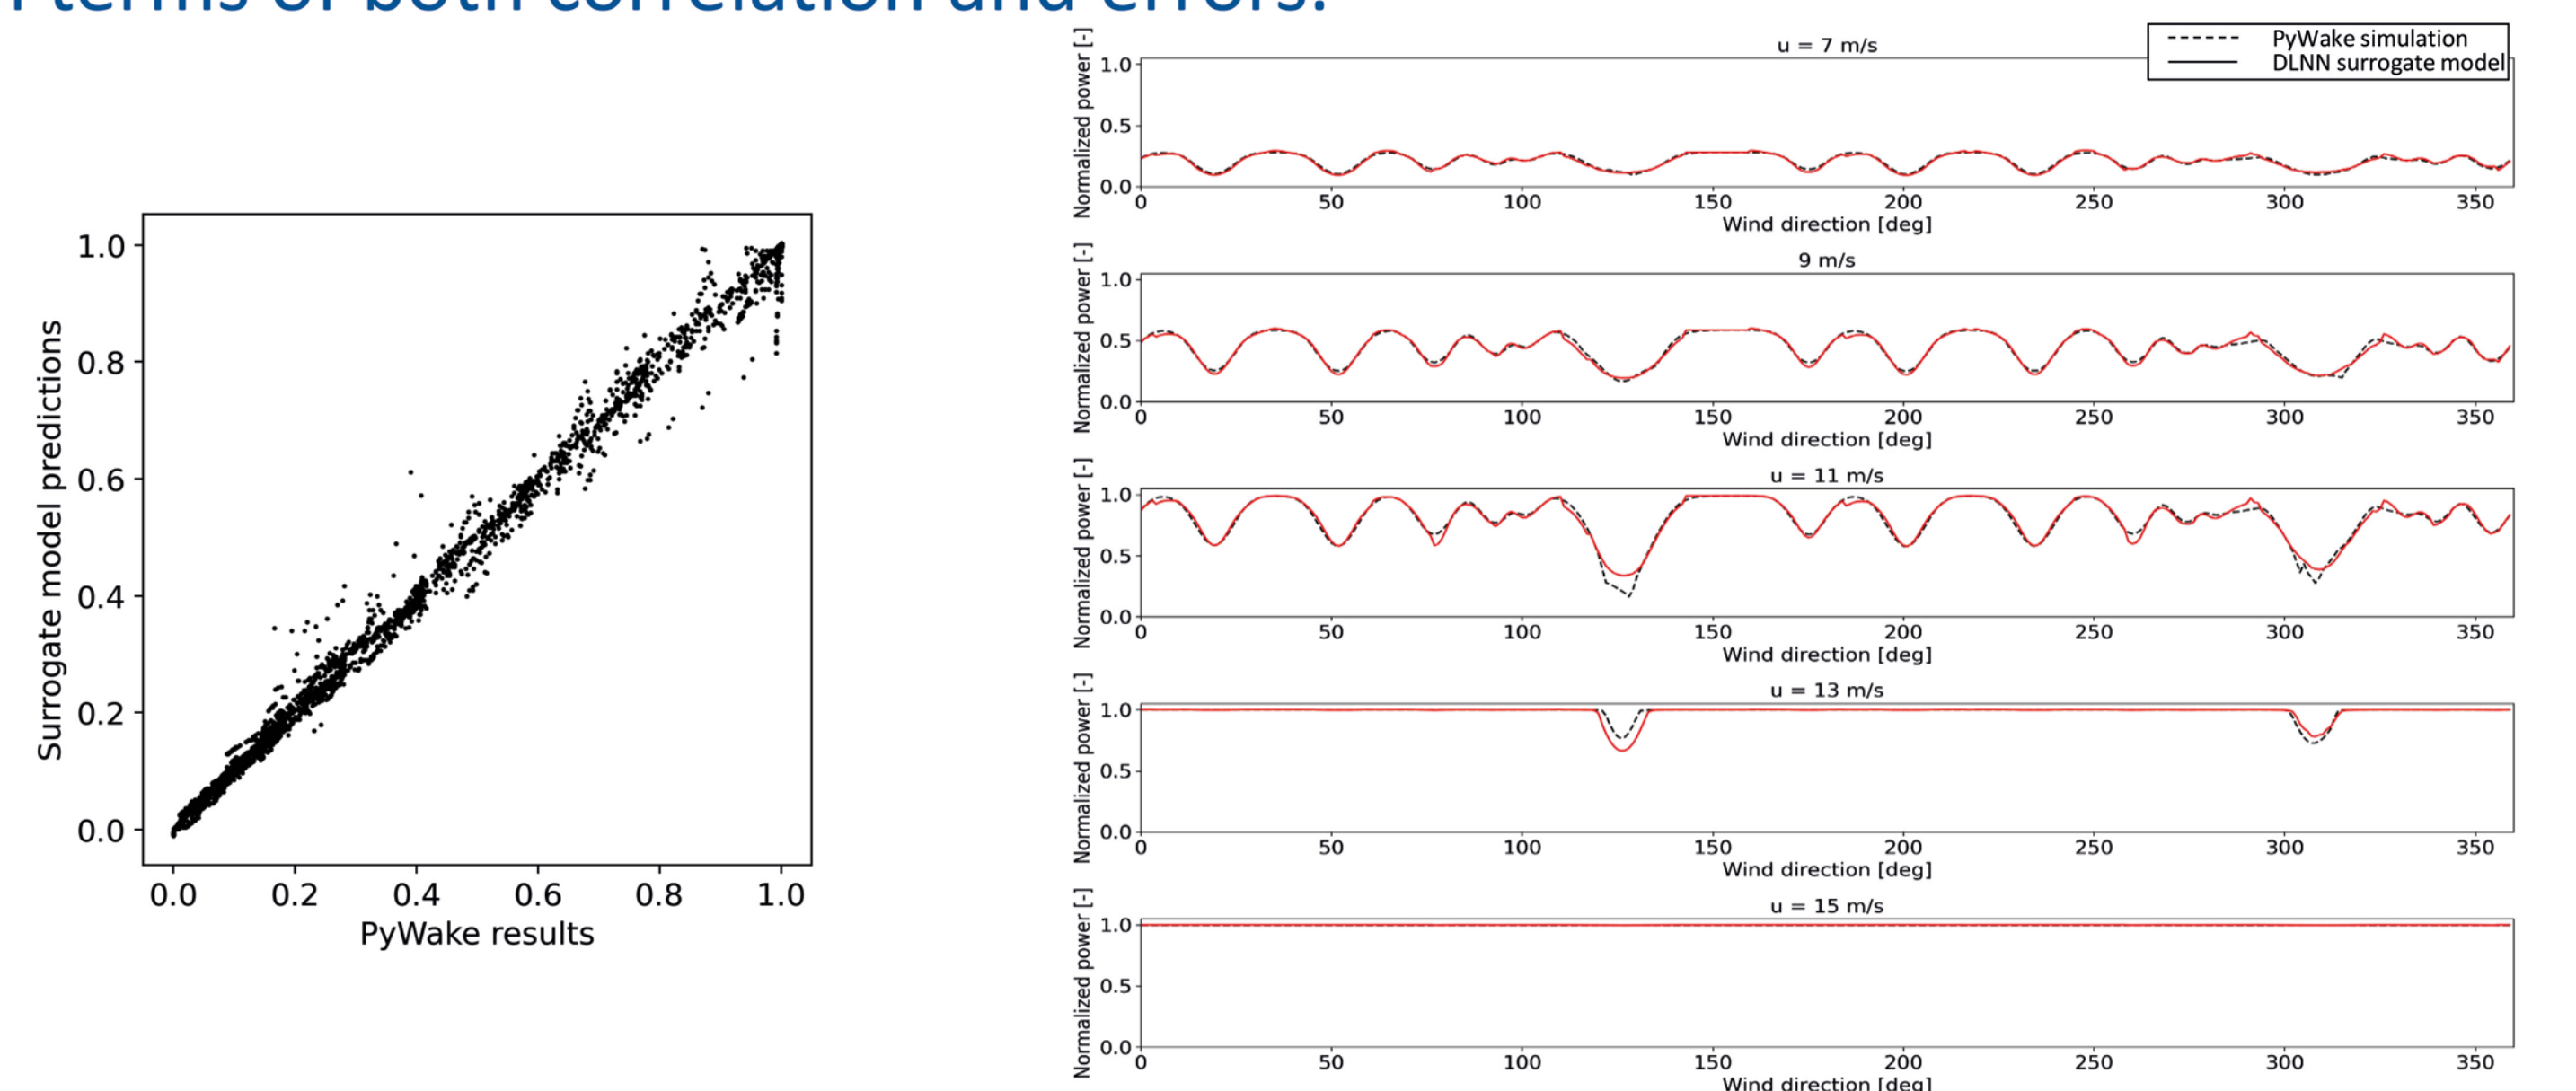 terms of both correlation and errors.
1.0
0.8
0.6
0.4
0.2
0.0
Surrogate model predictions
0.0 0.2 0.4 0.6 0.8 1.0
PyWake results
PyWake simulation
DLNN surrogate model
u = 7 m/s
Normalized power [-]
1.0
0.5
0.0
0 50 100 150 200 250 300 350
Wind direction [deg]
9 m/s
Normalized power [-]
1.0
0.5
0.0
0 50 100 150 200 250 300 350
Wind direction [deg]
u = 11 m/s
Normalized power [-]
1.0
0.5
0.0
0 50 100 150 200 250 300 350
Wind direction [deg]
u = 13 m/s
Normalized power [-]
1.0
0.5
0.0
0 50 100 150 200 250 300 350
Wind direction [deg]
u = 15 m/s
Normalized power [-]
1.0
0.5
0.0
0 50 100 150 200 250 300 350
Wind direction [deg]